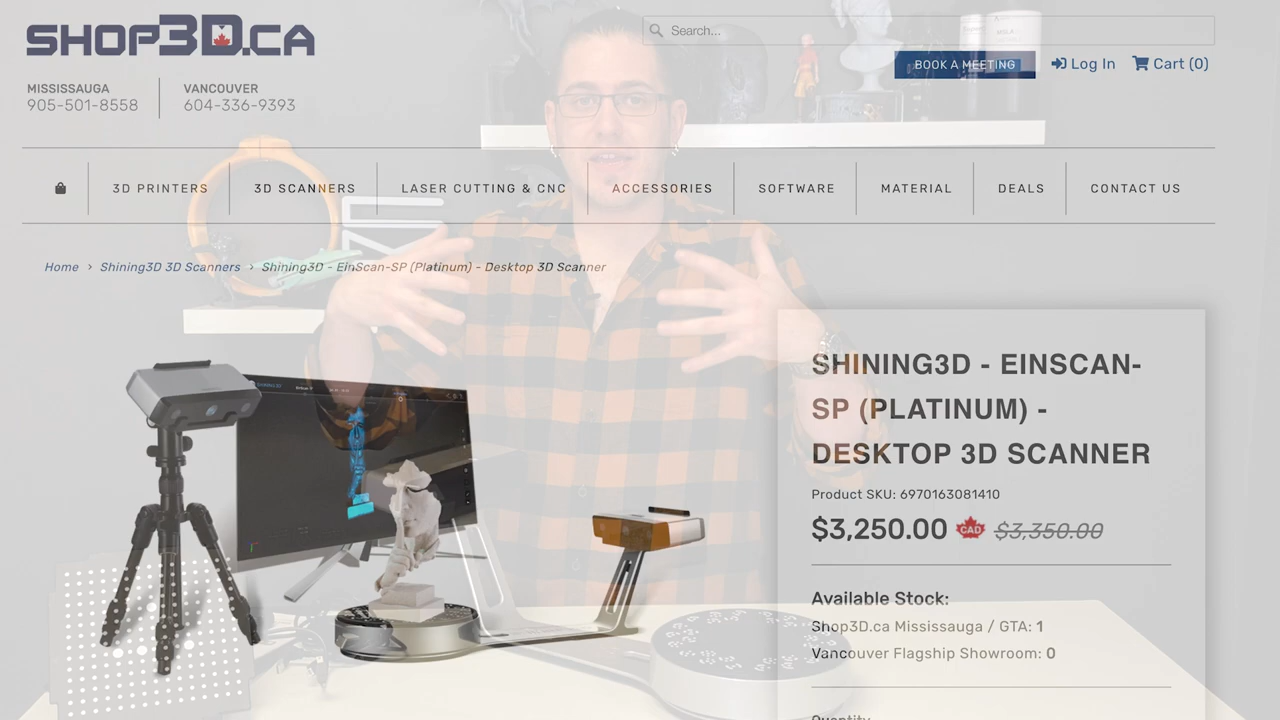 SHOP3D.CA
Search...
BOOK A MEETING
Log In
Cart (0)
MISSISSAUGA
905-501-8558
VANCOUVER
604-336-9393
3D PRINTERS
3D SCANNERS
LASER CUTTING & CNC
ACCESSORIES
SOFTWARE
MATERIAL
DEALS
CONTACT US
Home › Shining3D 3D Scanners › Shining3D - EinScan-SP (Platinum) - Desktop 3D Scanner
SHINING3D - EINSCAN-
SP (PLATINUM) -
DESKTOP 3D SCANNER
Product SKU: 6970163081410
$3,250.00 CAD $3,350.00
Available Stock:
Shop3D.ca Mississauga / GTA: 1
Vancouver Flagship Showroom: 0
Quantity